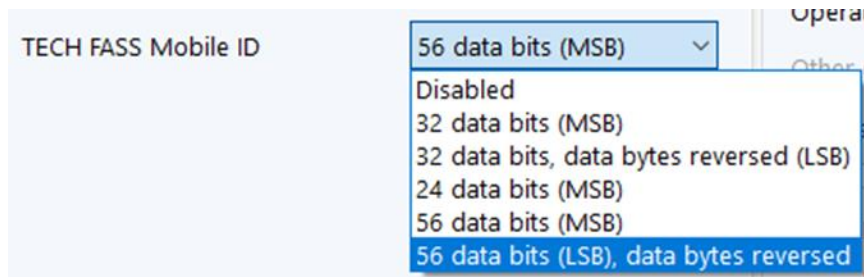 TECH FASS Mobile ID
56 data bits (MSB)
Disabled
32 data bits (MSB)
32 data bits, data bytes reversed (LSB)
24 data bits (MSB)
56 data bits (MSB)
56 data bits (LSB), data bytes reversed